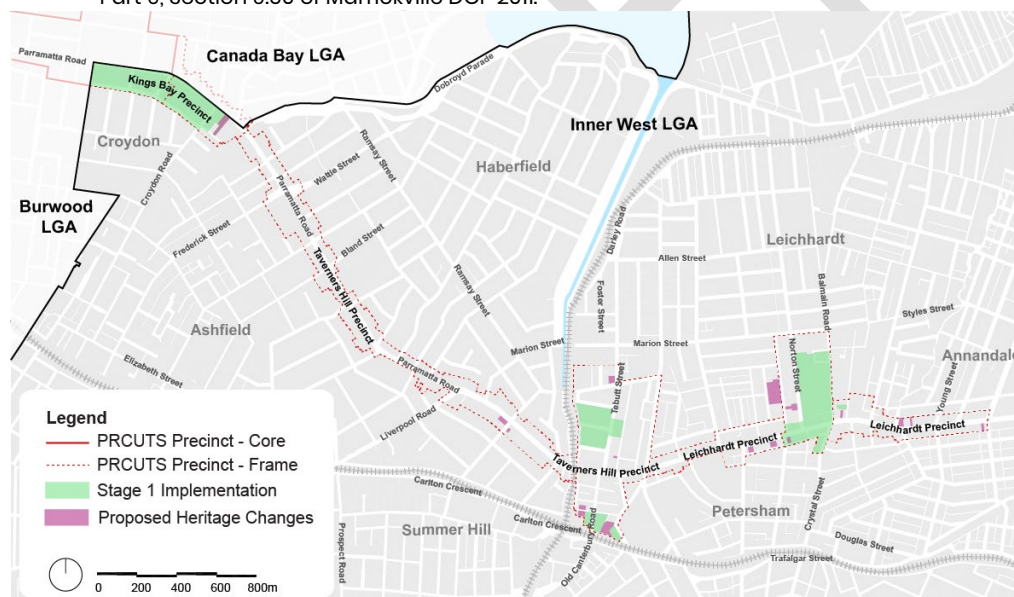 Part 9, Section 9.36 of Marrickville DCP 2011.
Parramatta Road
Canada Bay LGA
Kings Bay Precinct
Dobroyd Parade
Inner West LGA
Croydon
Croydon Road
Haberfield
Ramsay Street
Wattle Street
Parramatta Road
Darley Road
Burwood
LGA
Frederick Street
Bland Street
Leichhardt
Allen Street
Taverners Hill Precinct
Ramsay Street
Foster Street
Balmain Road
Styles Street
Ashfield
Marion Street
Marion Street
Norton Street
Annandale
Elizabeth Street
Parramatta Road
Tebutt Street
Young Street
Liverpool Road
Leichhardt Precinct
Leichhardt Precinct
Taverners Hill Precinct
Legend
PRCUTS Precinct - Core
PRCUTS Precinct - Frame
Stage 1 Implementation
Proposed Heritage Changes
0 200 400 600 800m
Carlton Crescent
Carlton Crescent
Summer Hill
Prospect Road
Old Canterbury Road
Petersham
Crystal Street
Douglas Street
Trafalgar Street